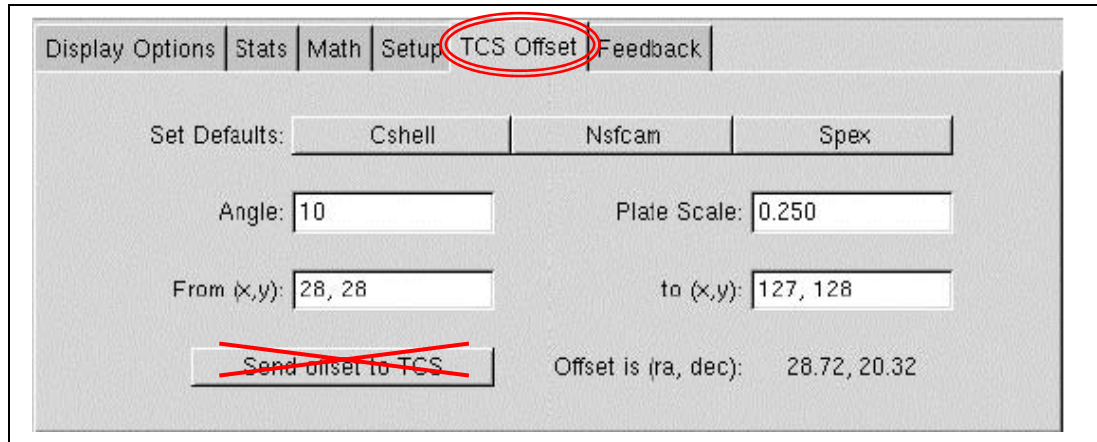 Display Options Stats Math Setup TCS Offset Feedback
Set Defaults: Cshell Nsfcam Spex
Angle: 10 Plate Scale: 0.250
From (x,y): 28, 28 to (x,y): 127, 128
Send offset to TCS Offset is (ra, dec): 28.72, 20.32